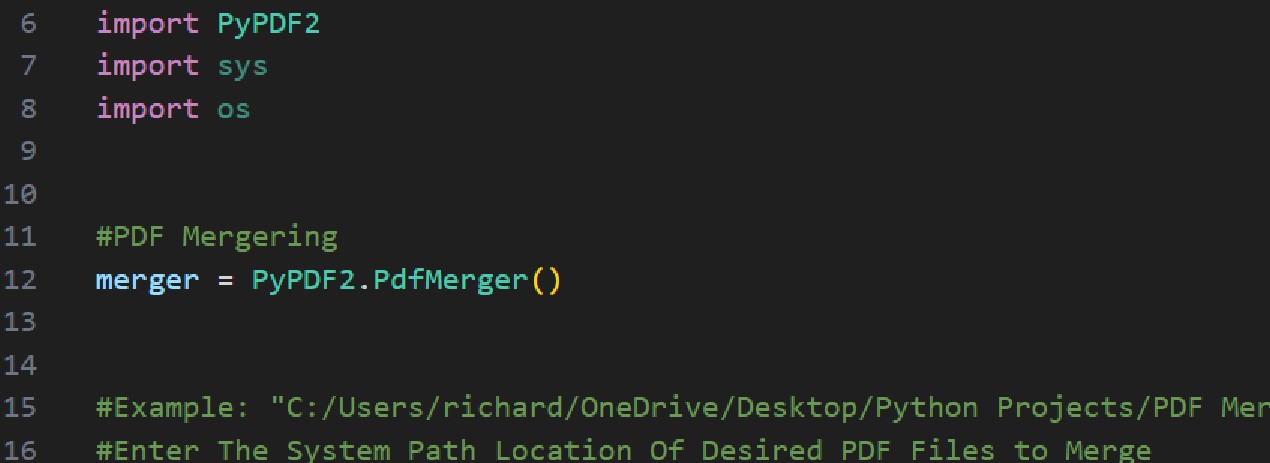 6 import PyPDF2
7 import sys
8 import os
9
10
11 #PDF Mergering
12 merger = PyPDF2.PdfMerger()
13
14
15 #Example: "C:/Users/richard/OneDrive/Desktop/Python Projects/PDF Mer
16 #Enter The System Path Location Of Desired PDF Files to Merge